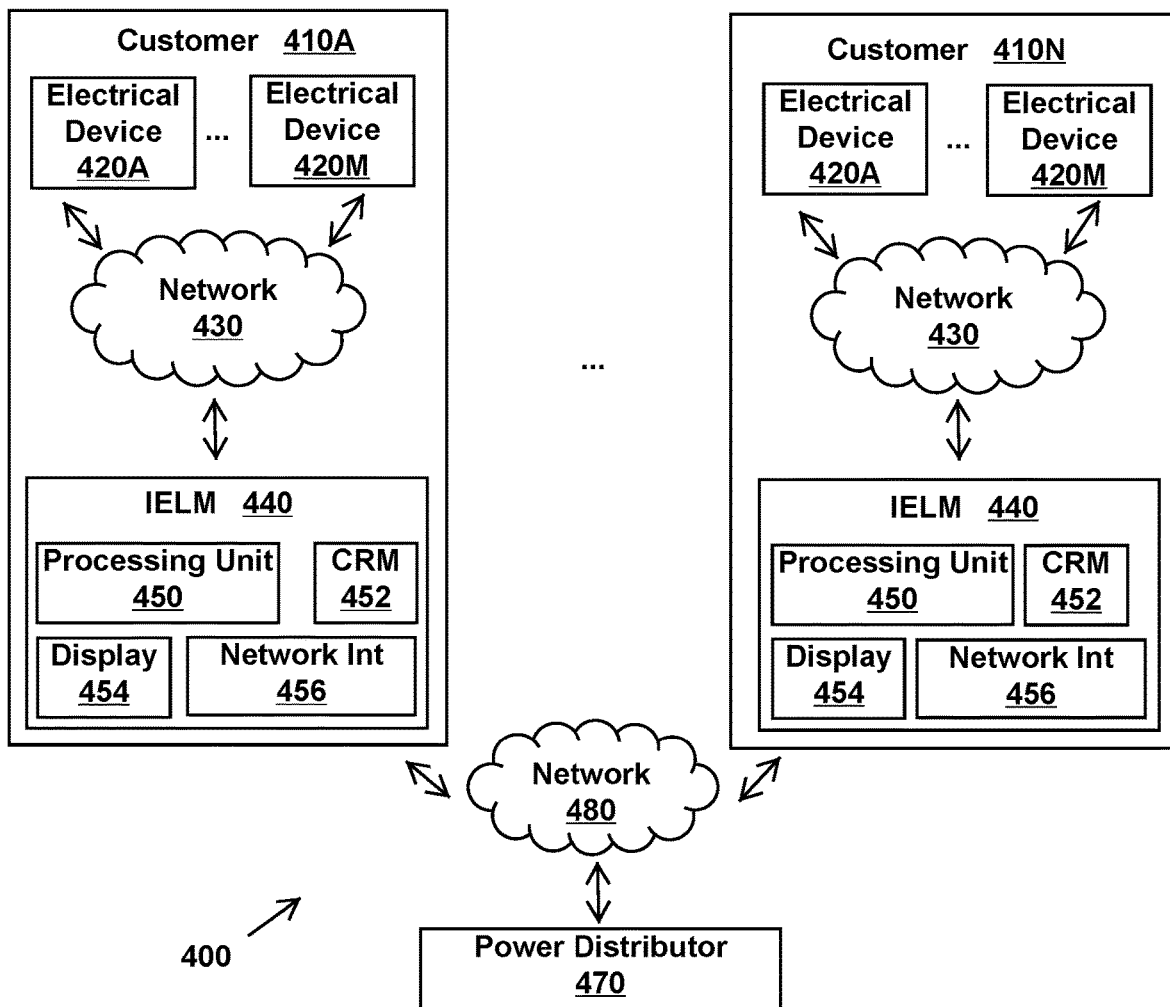 Customer 410A
Electrical
Device
420A
...
Electrical
Device
420M
Network
430
IELM 440
Processing Unit
450
CRM
452
Display
454
Network Int
456
...
Customer 410N
Electrical
Device
420A
...
Electrical
Device
420M
Network
430
IELM 440
Processing Unit
450
CRM
452
Display
454
Network Int
456
Network
480
400
Power Distributor
470